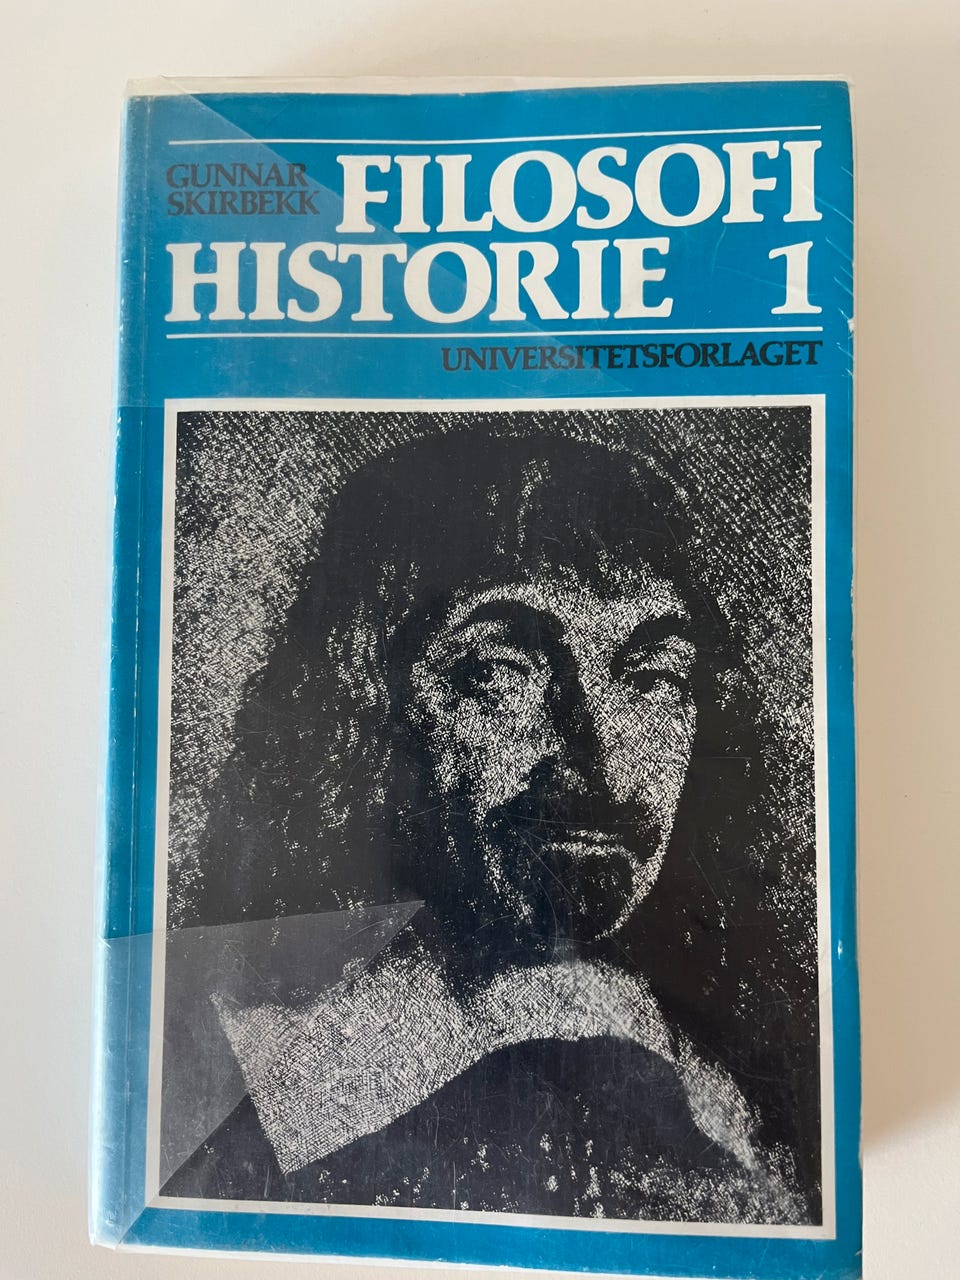 GUNNAR
SKIRBEKK
FILOSOFI
HISTORIE 1
UNIVERSITETSFORLAGET